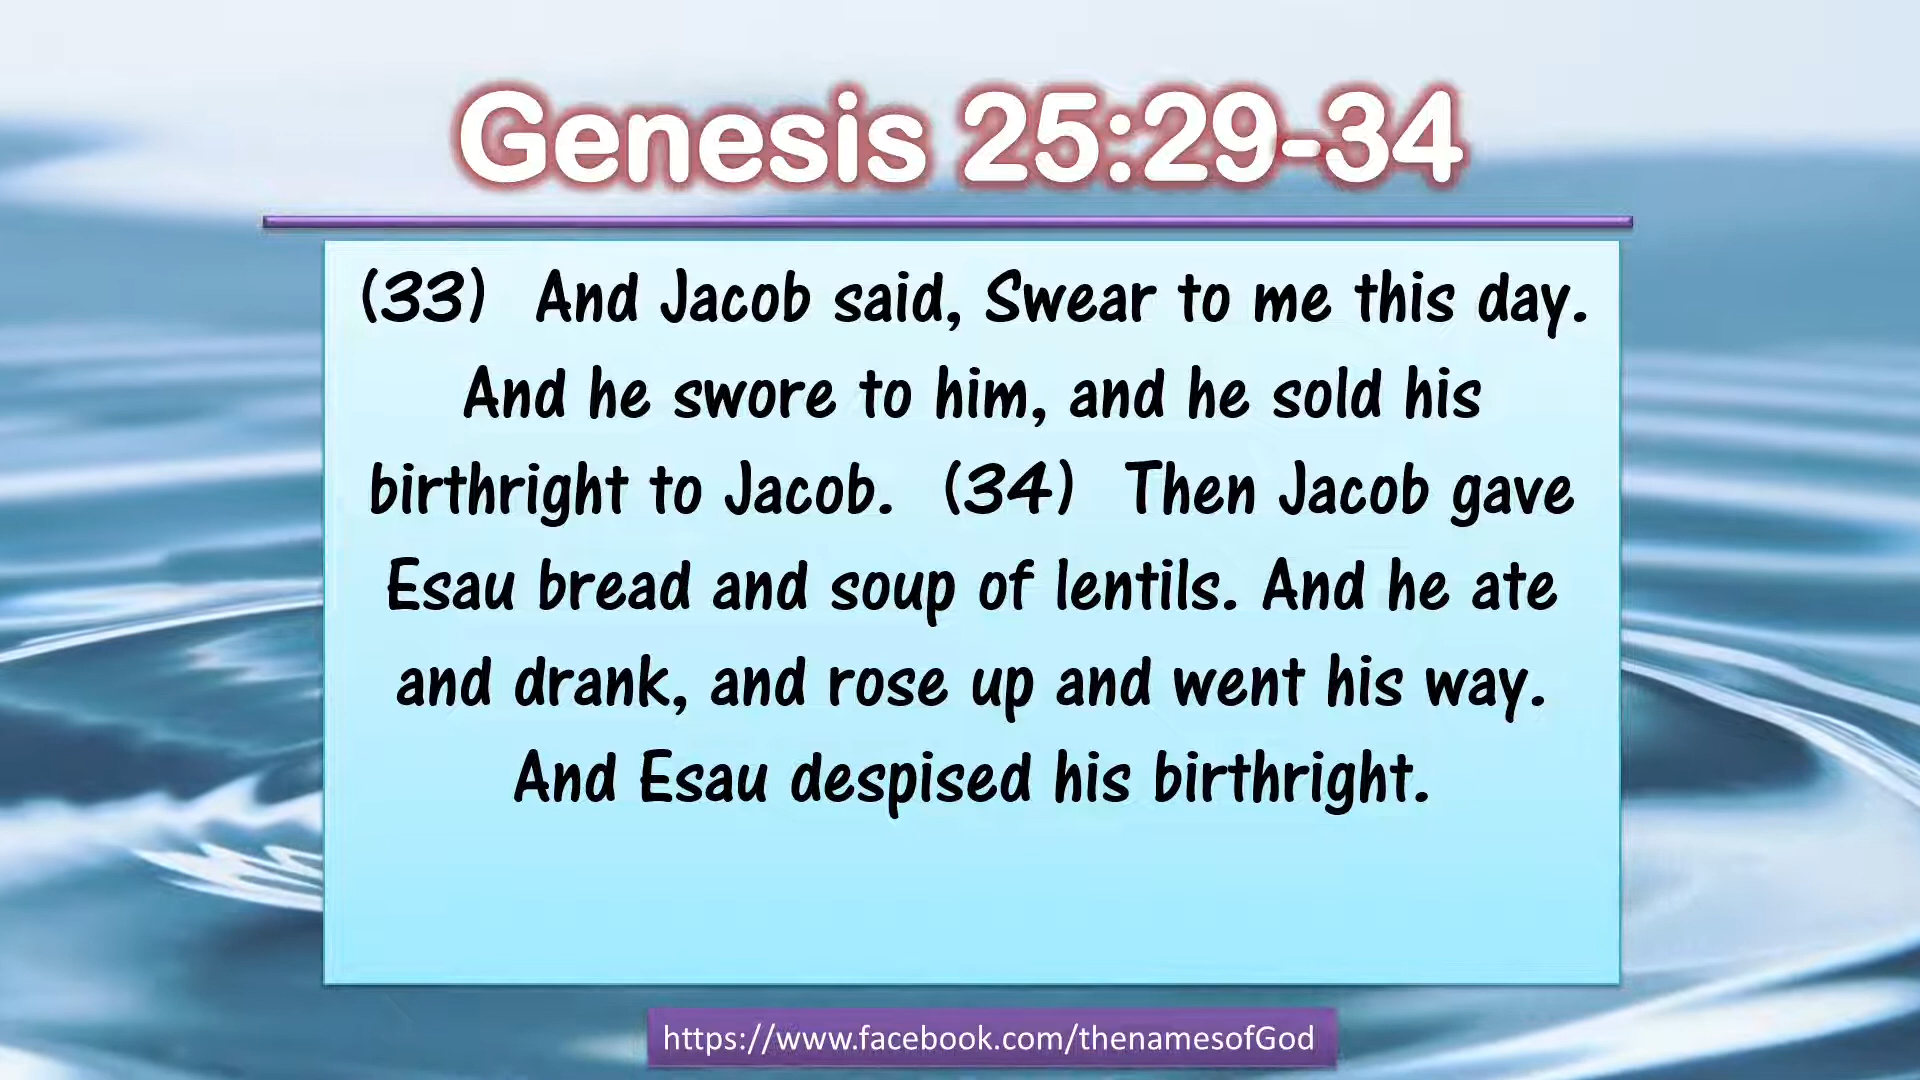 Genesis 25:29-34
(33) And Jacob said, Swear to me this day.
And he swore to him, and he sold his
birthright to Jacob. (34) Then Jacob gave
Esau bread and soup of lentils. And he ate
and drank, and rose up and went his way.
And Esau despised his birthright.
https://www.facebook.com/thenamesofGod